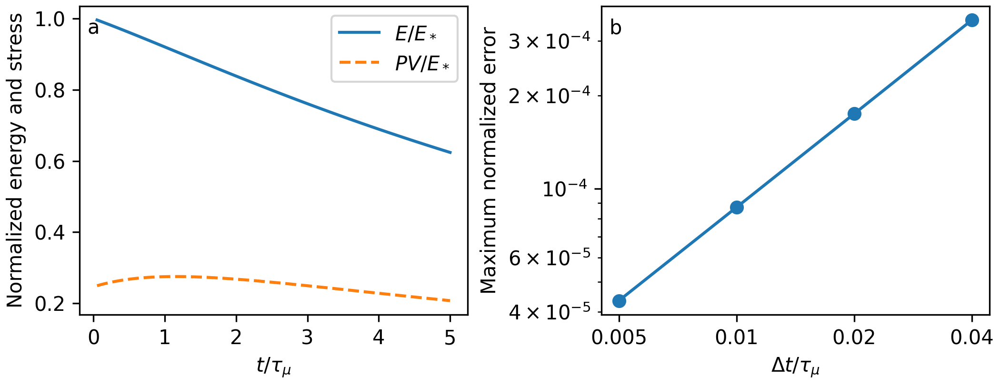 Normalized energy and stress
1.0
0.8
0.6
0.4
0.2
a
E/E*
PV/E*
0 1 2 3 4 5
t/τμ
Maximum normalized error
3 × 10⁻⁴
2 × 10⁻⁴
10⁻⁴
6 × 10⁻⁵
4 × 10⁻⁵
b
0.005 0.01 0.02 0.04
Δt/τμ